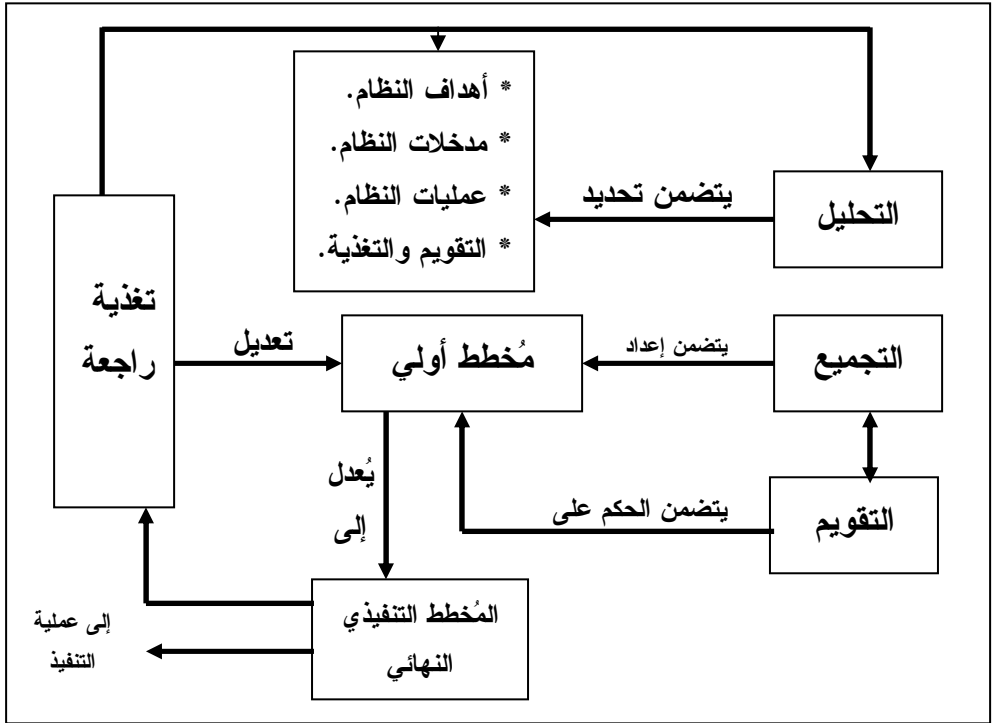 * أهداف النظام.
* مدخلات النظام.
* عمليات النظام.
* التقويم والتغذية.
يتضمن تحديد
التحليل
تغذية
راجعة
تعديل
مُخطط أولي
يتضمن إعداد
التجميع
يُعدل
إلى
يتضمن الحكم على
التقويم
المُخطط التنفيذي
النهائي
إلى عملية
التنفيذ